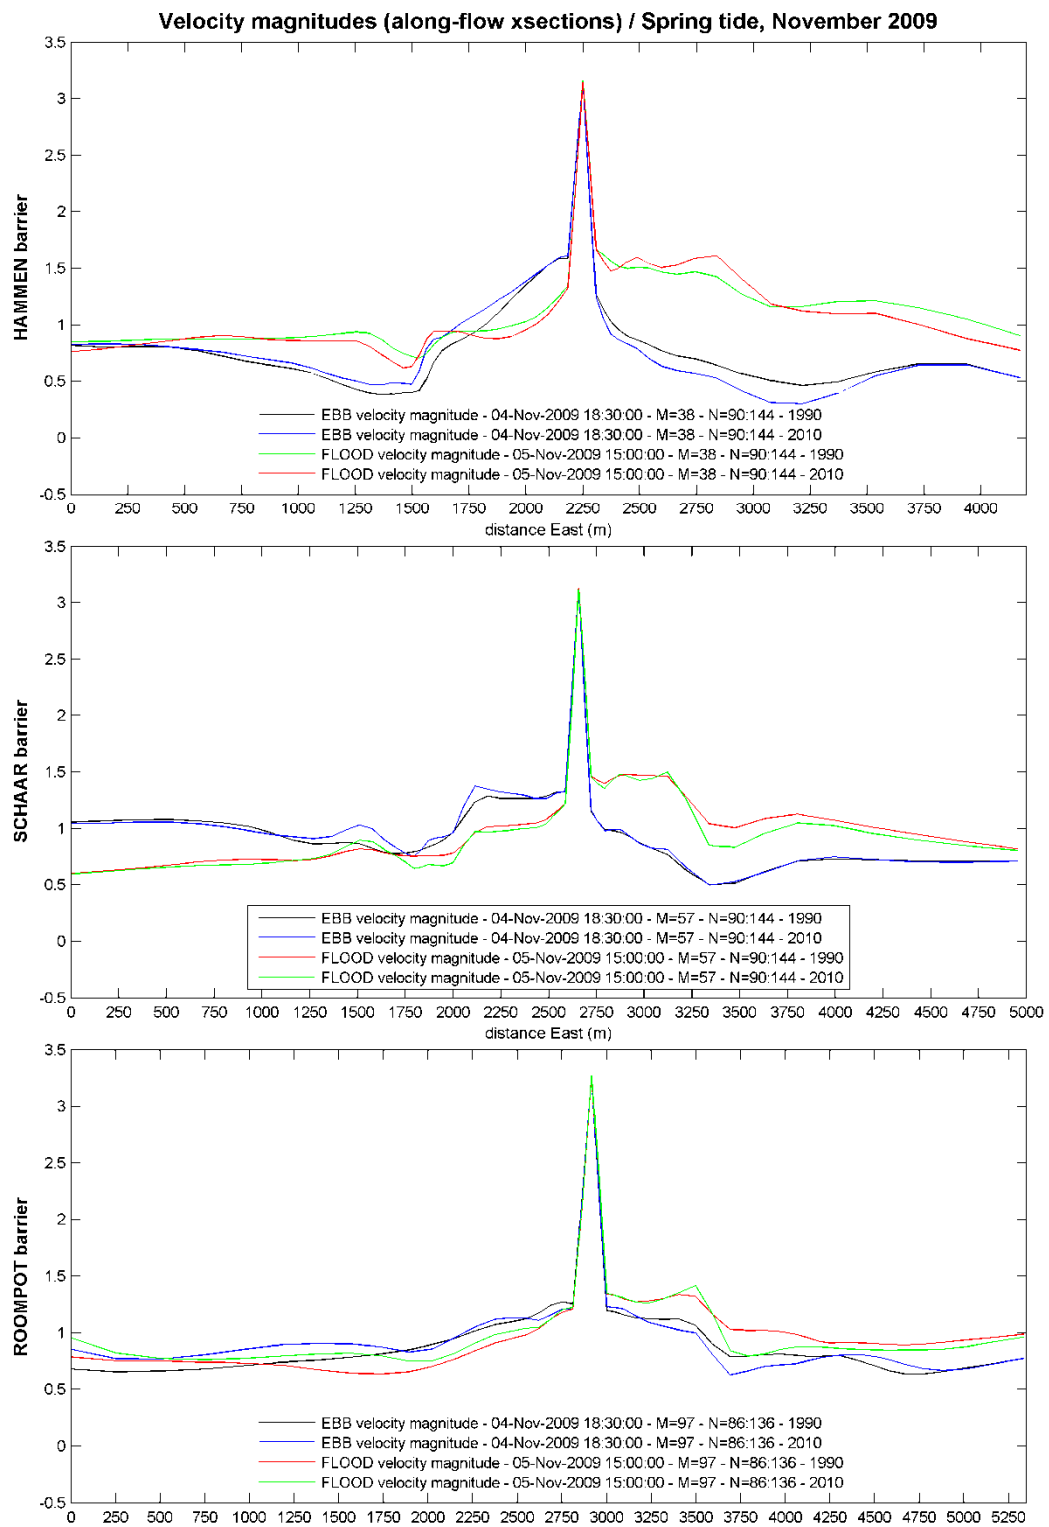 Velocity magnitudes (along-flow xsections) / Spring tide, November 2009
HAMMEN barrier
3.5
3
2.5
2
1.5
1
0.5
0
-0.5
EBB velocity magnitude - 04-Nov-2009 18:30:00 - M=38 - N=90:144 - 1990
EBB velocity magnitude - 04-Nov-2009 18:30:00 - M=38 - N=90:144 - 2010
FLOOD velocity magnitude - 05-Nov-2009 15:00:00 - M=38 - N=90:144 - 1990
FLOOD velocity magnitude - 05-Nov-2009 15:00:00 - M=38 - N=90:144 - 2010
0 250 500 750 1000 1250 1500 1750 2000 2250 2500 2750 3000 3250 3500 3750 4000
distance East (m)
SCHAAR barrier
3.5
3
2.5
2
1.5
1
0.5
0
-0.5
EBB velocity magnitude - 04-Nov-2009 18:30:00 - M=57 - N=90:144 - 1990
EBB velocity magnitude - 04-Nov-2009 18:30:00 - M=57 - N=90:144 - 2010
FLOOD velocity magnitude - 05-Nov-2009 15:00:00 - M=57 - N=90:144 - 1990
FLOOD velocity magnitude - 05-Nov-2009 15:00:00 - M=57 - N=90:144 - 2010
0 250 500 750 1000 1250 1500 1750 2000 2250 2500 2750 3000 3250 3500 3750 4000 4250 4500 4750 5000
distance East (m)
ROOMPOT barrier
3.5
3
2.5
2
1.5
1
0.5
0
-0.5
EBB velocity magnitude - 04-Nov-2009 18:30:00 - M=97 - N=86:136 - 1990
EBB velocity magnitude - 04-Nov-2009 18:30:00 - M=97 - N=86:136 - 2010
FLOOD velocity magnitude - 05-Nov-2009 15:00:00 - M=97 - N=86:136 - 1990
FLOOD velocity magnitude - 05-Nov-2009 15:00:00 - M=97 - N=86:136 - 2010
0 250 500 750 1000 1250 1500 1750 2000 2250 2500 2750 3000 3250 3500 3750 4000 4250 4500 4750 5000 5250